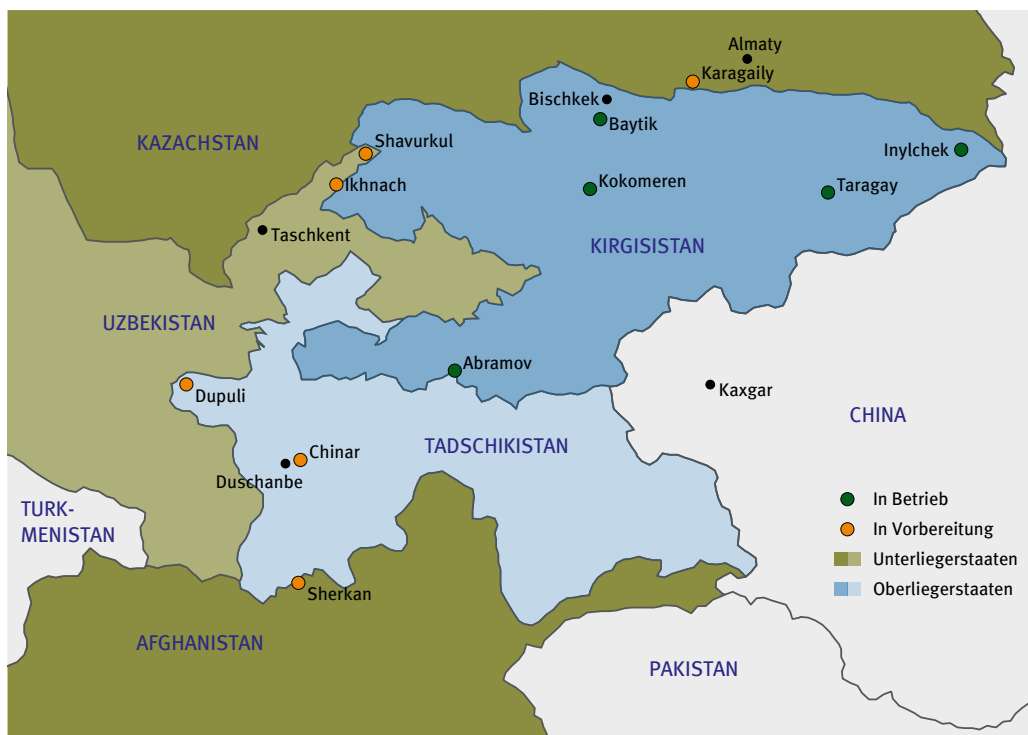 Almaty
Karagaily
Bischkek
Baytik
KAZACHSTAN
Shavurkul
Inylchek
Ikhnach
Kokomeren
Taragay
Taschkent
KIRGISISTAN
UZBEKISTAN
Abramov
Dupuli
Kaxgar
CHINA
TADSCHIKISTAN
Chinar
Duschanbe
TURK-
MENISTAN
In Betrieb
In Vorbereitung
Unterliegerstaaten
Oberliegerstaaten
Sherkan
AFGHANISTAN
PAKISTAN